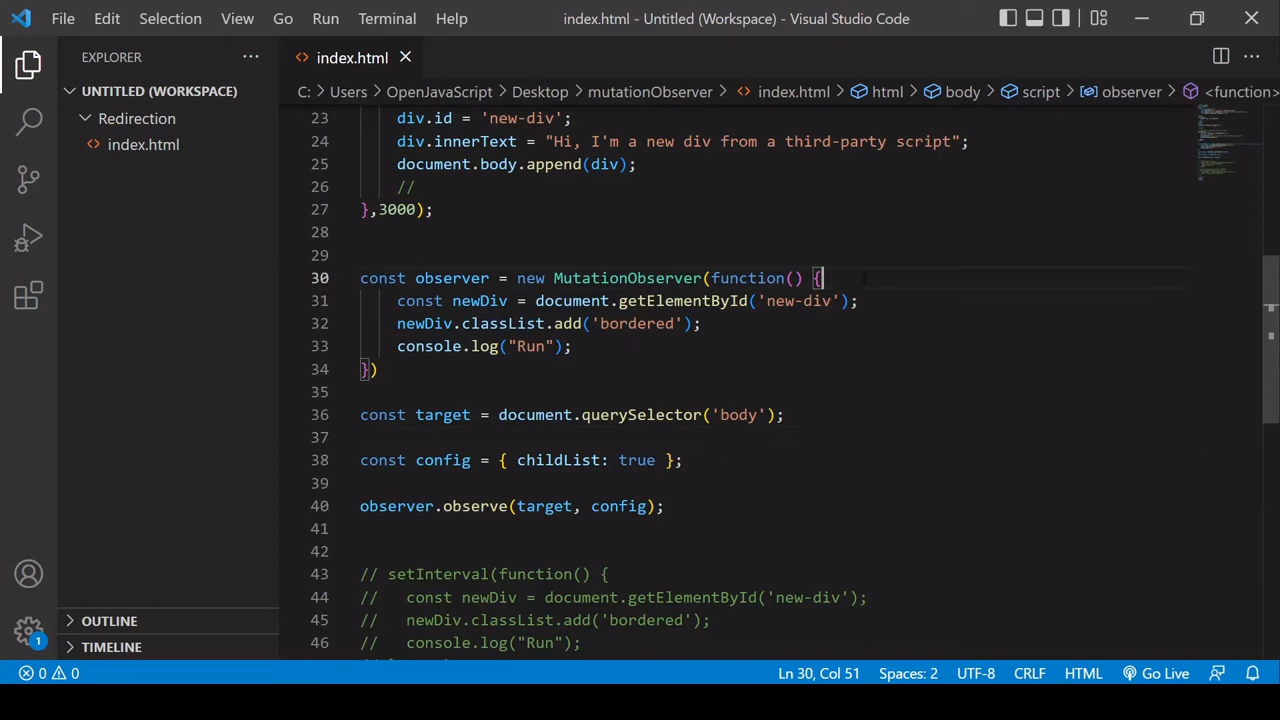 File Edit Selection View Go Run Terminal Help index.html - Untitled (Workspace) - Visual Studio Code
EXPLORER
index.html
UNTITLED (WORKSPACE)
Redirection
index.html
OUTLINE
TIMELINE
1
C: > Users > OpenJavaScript > Desktop > mutationObserver > index.html > html > body > script > observer > <function>
23 div.id = 'new-div';
24 div.innerText = "Hi, I'm a new div from a third-party script";
25 document.body.append(div);
26 //
27 },3000);
28
29
30 const observer = new MutationObserver(function() {
31 const newDiv = document.getElementById('new-div');
32 newDiv.classList.add('bordered');
33 console.log("Run");
34 })
35
36 const target = document.querySelector('body');
37
38 const config = { childList: true };
39
40 observer.observe(target, config);
41
42
43 // setInterval(function() {
44 // const newDiv = document.getElementById('new-div');
45 // newDiv.classList.add('bordered');
46 // console.log("Run");
0 0 Ln 30, Col 51 Spaces: 2 UTF-8 CRLF HTML Go Live